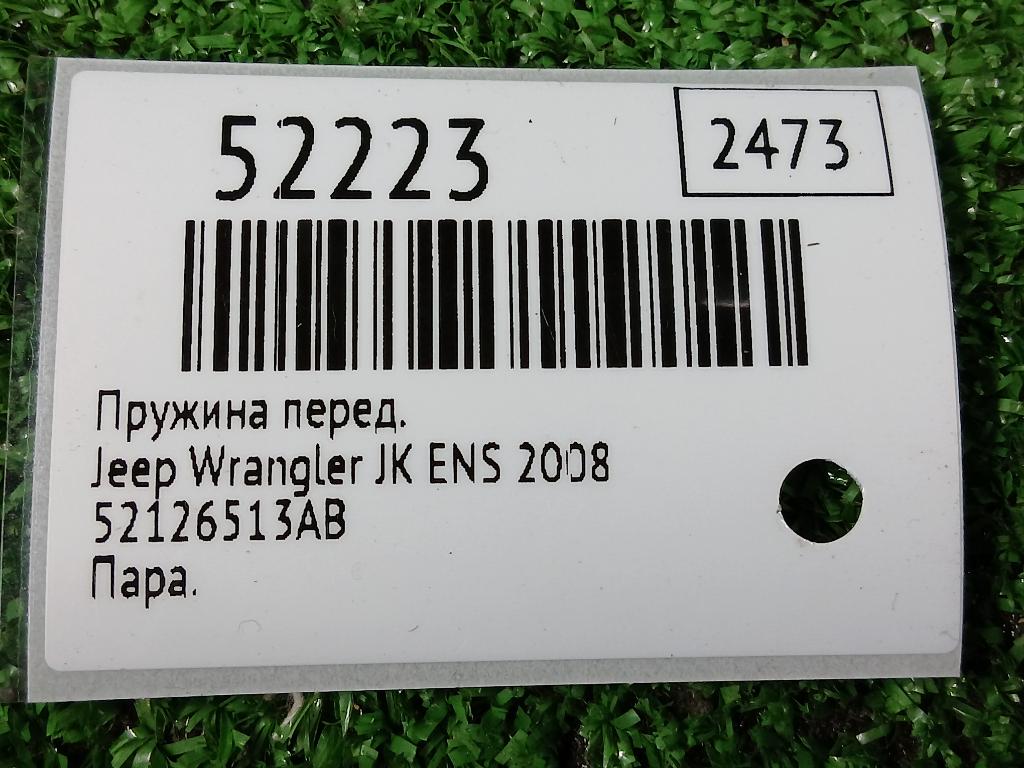 52223
2473
Пружина перед.
Jeep Wrangler JK ENS 2008
52126513AB
Пара.